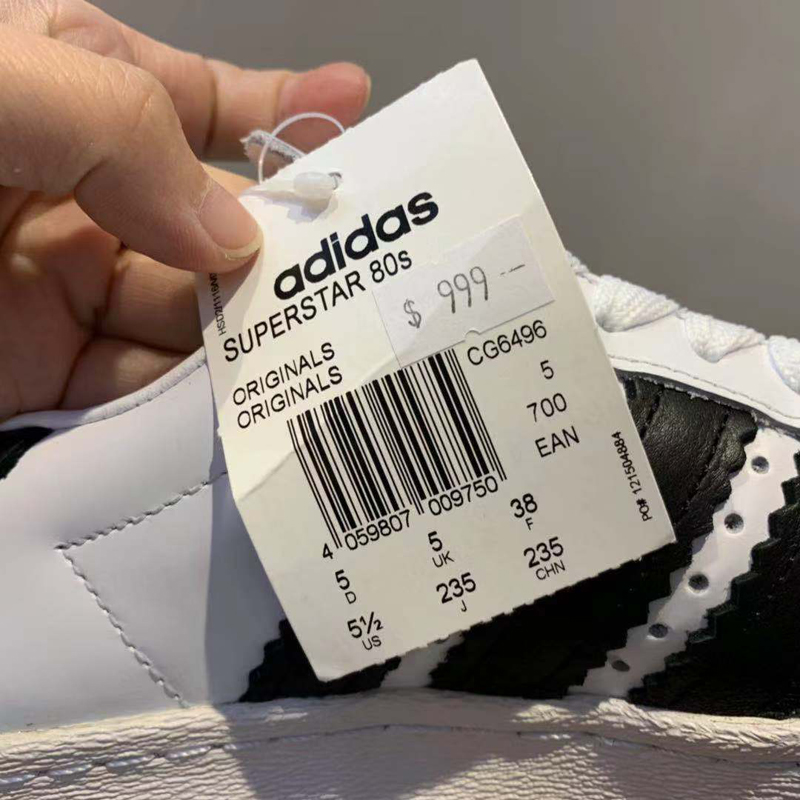 adidas
SUPERSTAR 80s
$ 999 —
ORIGINALS
ORIGINALS
CG6496
5
700
EAN
4 059807 009750
5
D
5
UK
38
F
5½
US
235
J
235
CHN
PO# 121504884